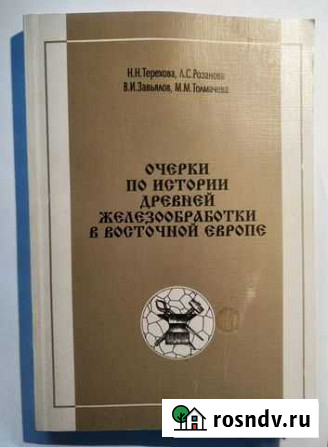 Н.Н.Терехова, Л.С.Розанова
В.И.Завьялов, М.М.Толмачева
ОЧЕРКИ
ПО ИСТОРИИ
ДРЕВНЕЙ
ЖЕЛЕЗООБРАБОТКИ
В ВОСТОЧНОЙ ЕВРОПЕ
rosndv.ru